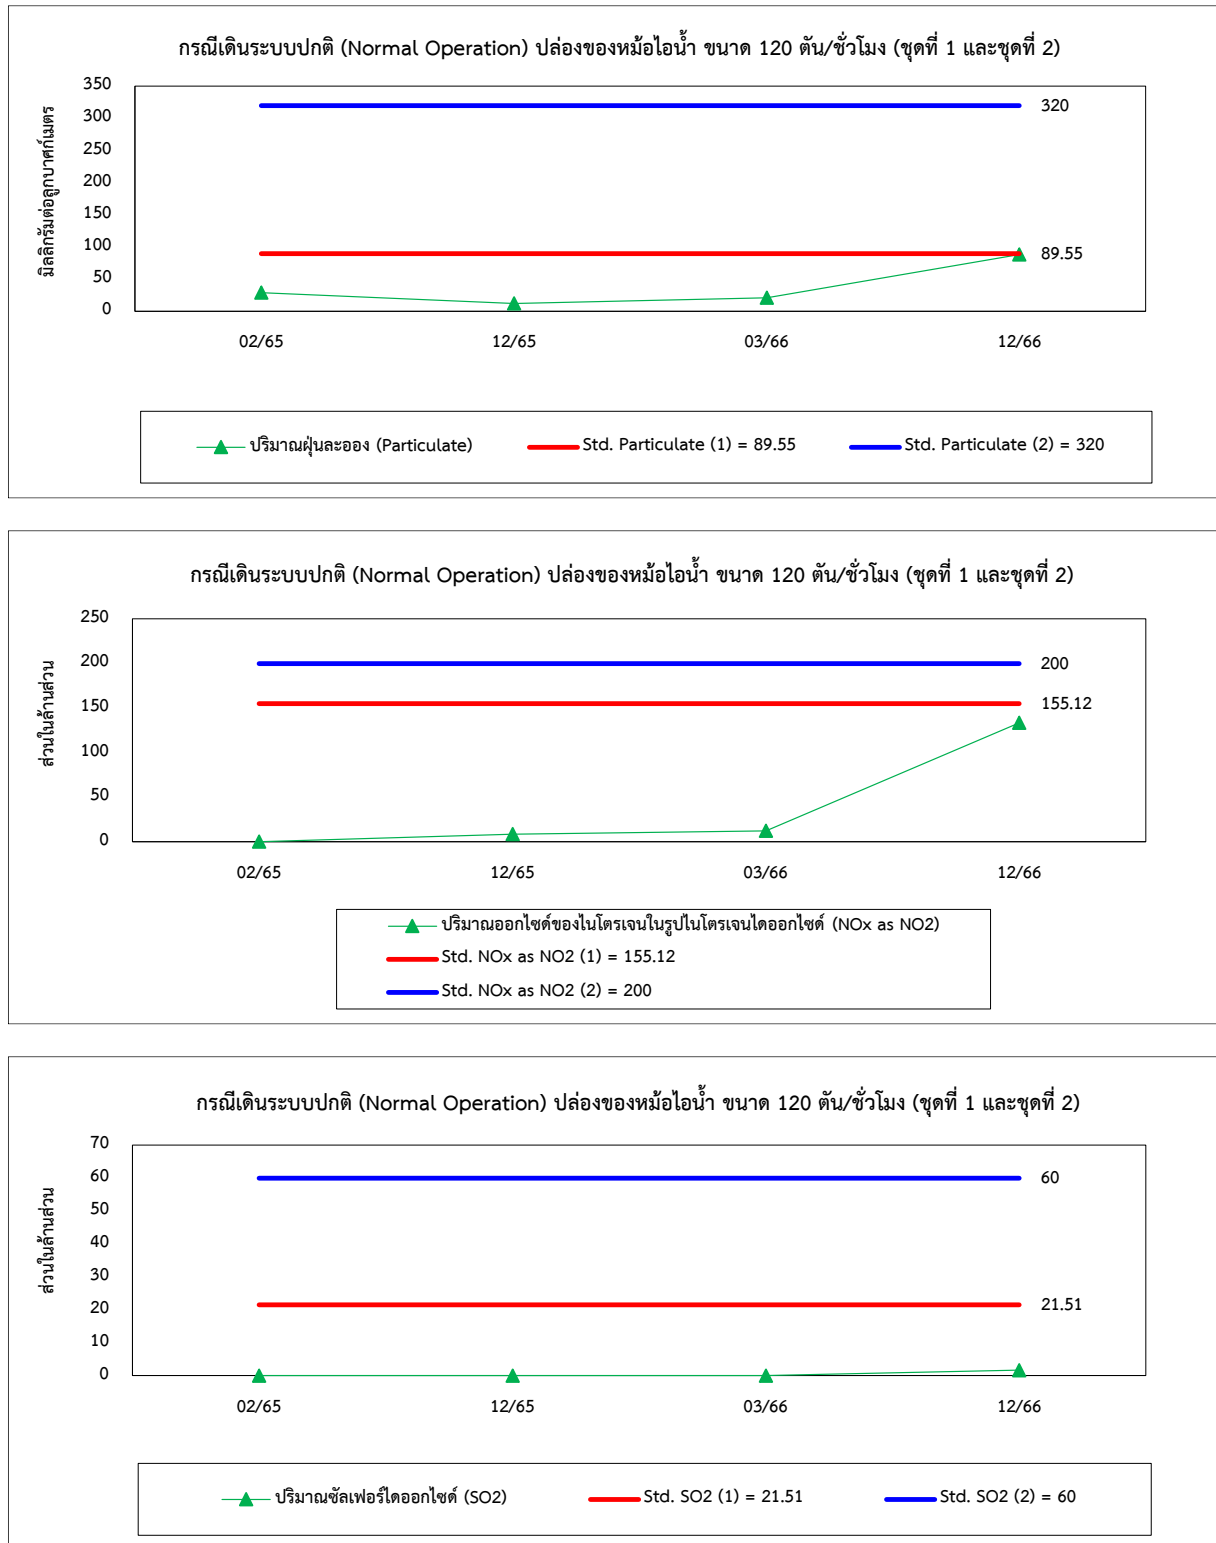 กรณีเดินระบบปกติ (Normal Operation) ปล่องของหม้อไอน้ำ ขนาด 120 ตัน/ชั่วโมง (ชุดที่ 1 และชุดที่ 2)
มิลลิกรัมต่อลูกบาศก์เมตร
350
300
250
200
150
100
50
0
320
89.55
02/65 12/65 03/66 12/66
ปริมาณฝุ่นละออง (Particulate) Std. Particulate (1) = 89.55 Std. Particulate (2) = 320
กรณีเดินระบบปกติ (Normal Operation) ปล่องของหม้อไอน้ำ ขนาด 120 ตัน/ชั่วโมง (ชุดที่ 1 และชุดที่ 2)
ส่วนในล้านส่วน
250
200
150
100
50
0
200
155.12
02/65 12/65 03/66 12/66
ปริมาณออกไซด์ของไนโตรเจนในรูปไนโตรเจนไดออกไซด์ (NOx as NO2)
Std. NOx as NO2 (1) = 155.12
Std. NOx as NO2 (2) = 200
กรณีเดินระบบปกติ (Normal Operation) ปล่องของหม้อไอน้ำ ขนาด 120 ตัน/ชั่วโมง (ชุดที่ 1 และชุดที่ 2)
ส่วนในล้านส่วน
70
60
50
40
30
20
10
0
60
21.51
02/65 12/65 03/66 12/66
ปริมาณซัลเฟอร์ไดออกไซด์ (SO2) Std. SO2 (1) = 21.51 Std. SO2 (2) = 60